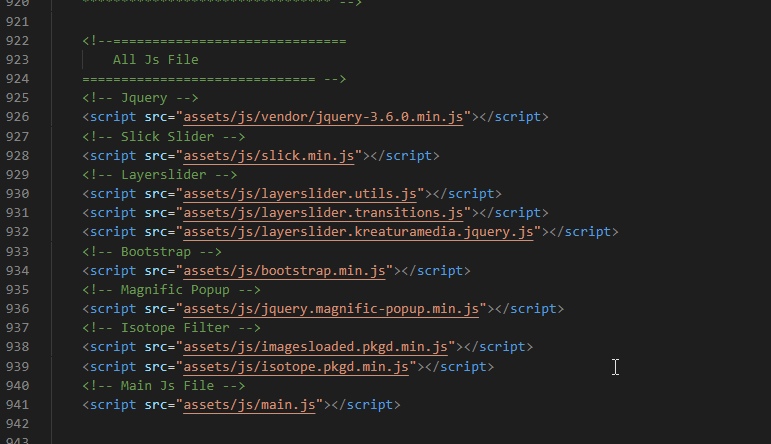 920 ****************************** -->
921
922 <!--==============================
923 All Js File
924 ============================== -->
925 <!-- Jquery -->
926 <script src="assets/js/vendor/jquery-3.6.0.min.js"></script>
927 <!-- Slick Slider -->
928 <script src="assets/js/slick.min.js"></script>
929 <!-- Layerslider -->
930 <script src="assets/js/layerslider.utils.js"></script>
931 <script src="assets/js/layerslider.transitions.js"></script>
932 <script src="assets/js/layerslider.kreaturamedia.jquery.js"></script>
933 <!-- Bootstrap -->
934 <script src="assets/js/bootstrap.min.js"></script>
935 <!-- Magnific Popup -->
936 <script src="assets/js/jquery.magnific-popup.min.js"></script>
937 <!-- Isotope Filter -->
938 <script src="assets/js/imagesloaded.pkgd.min.js"></script>
939 <script src="assets/js/isotope.pkgd.min.js"></script>
940 <!-- Main Js File -->
941 <script src="assets/js/main.js"></script>
942
943